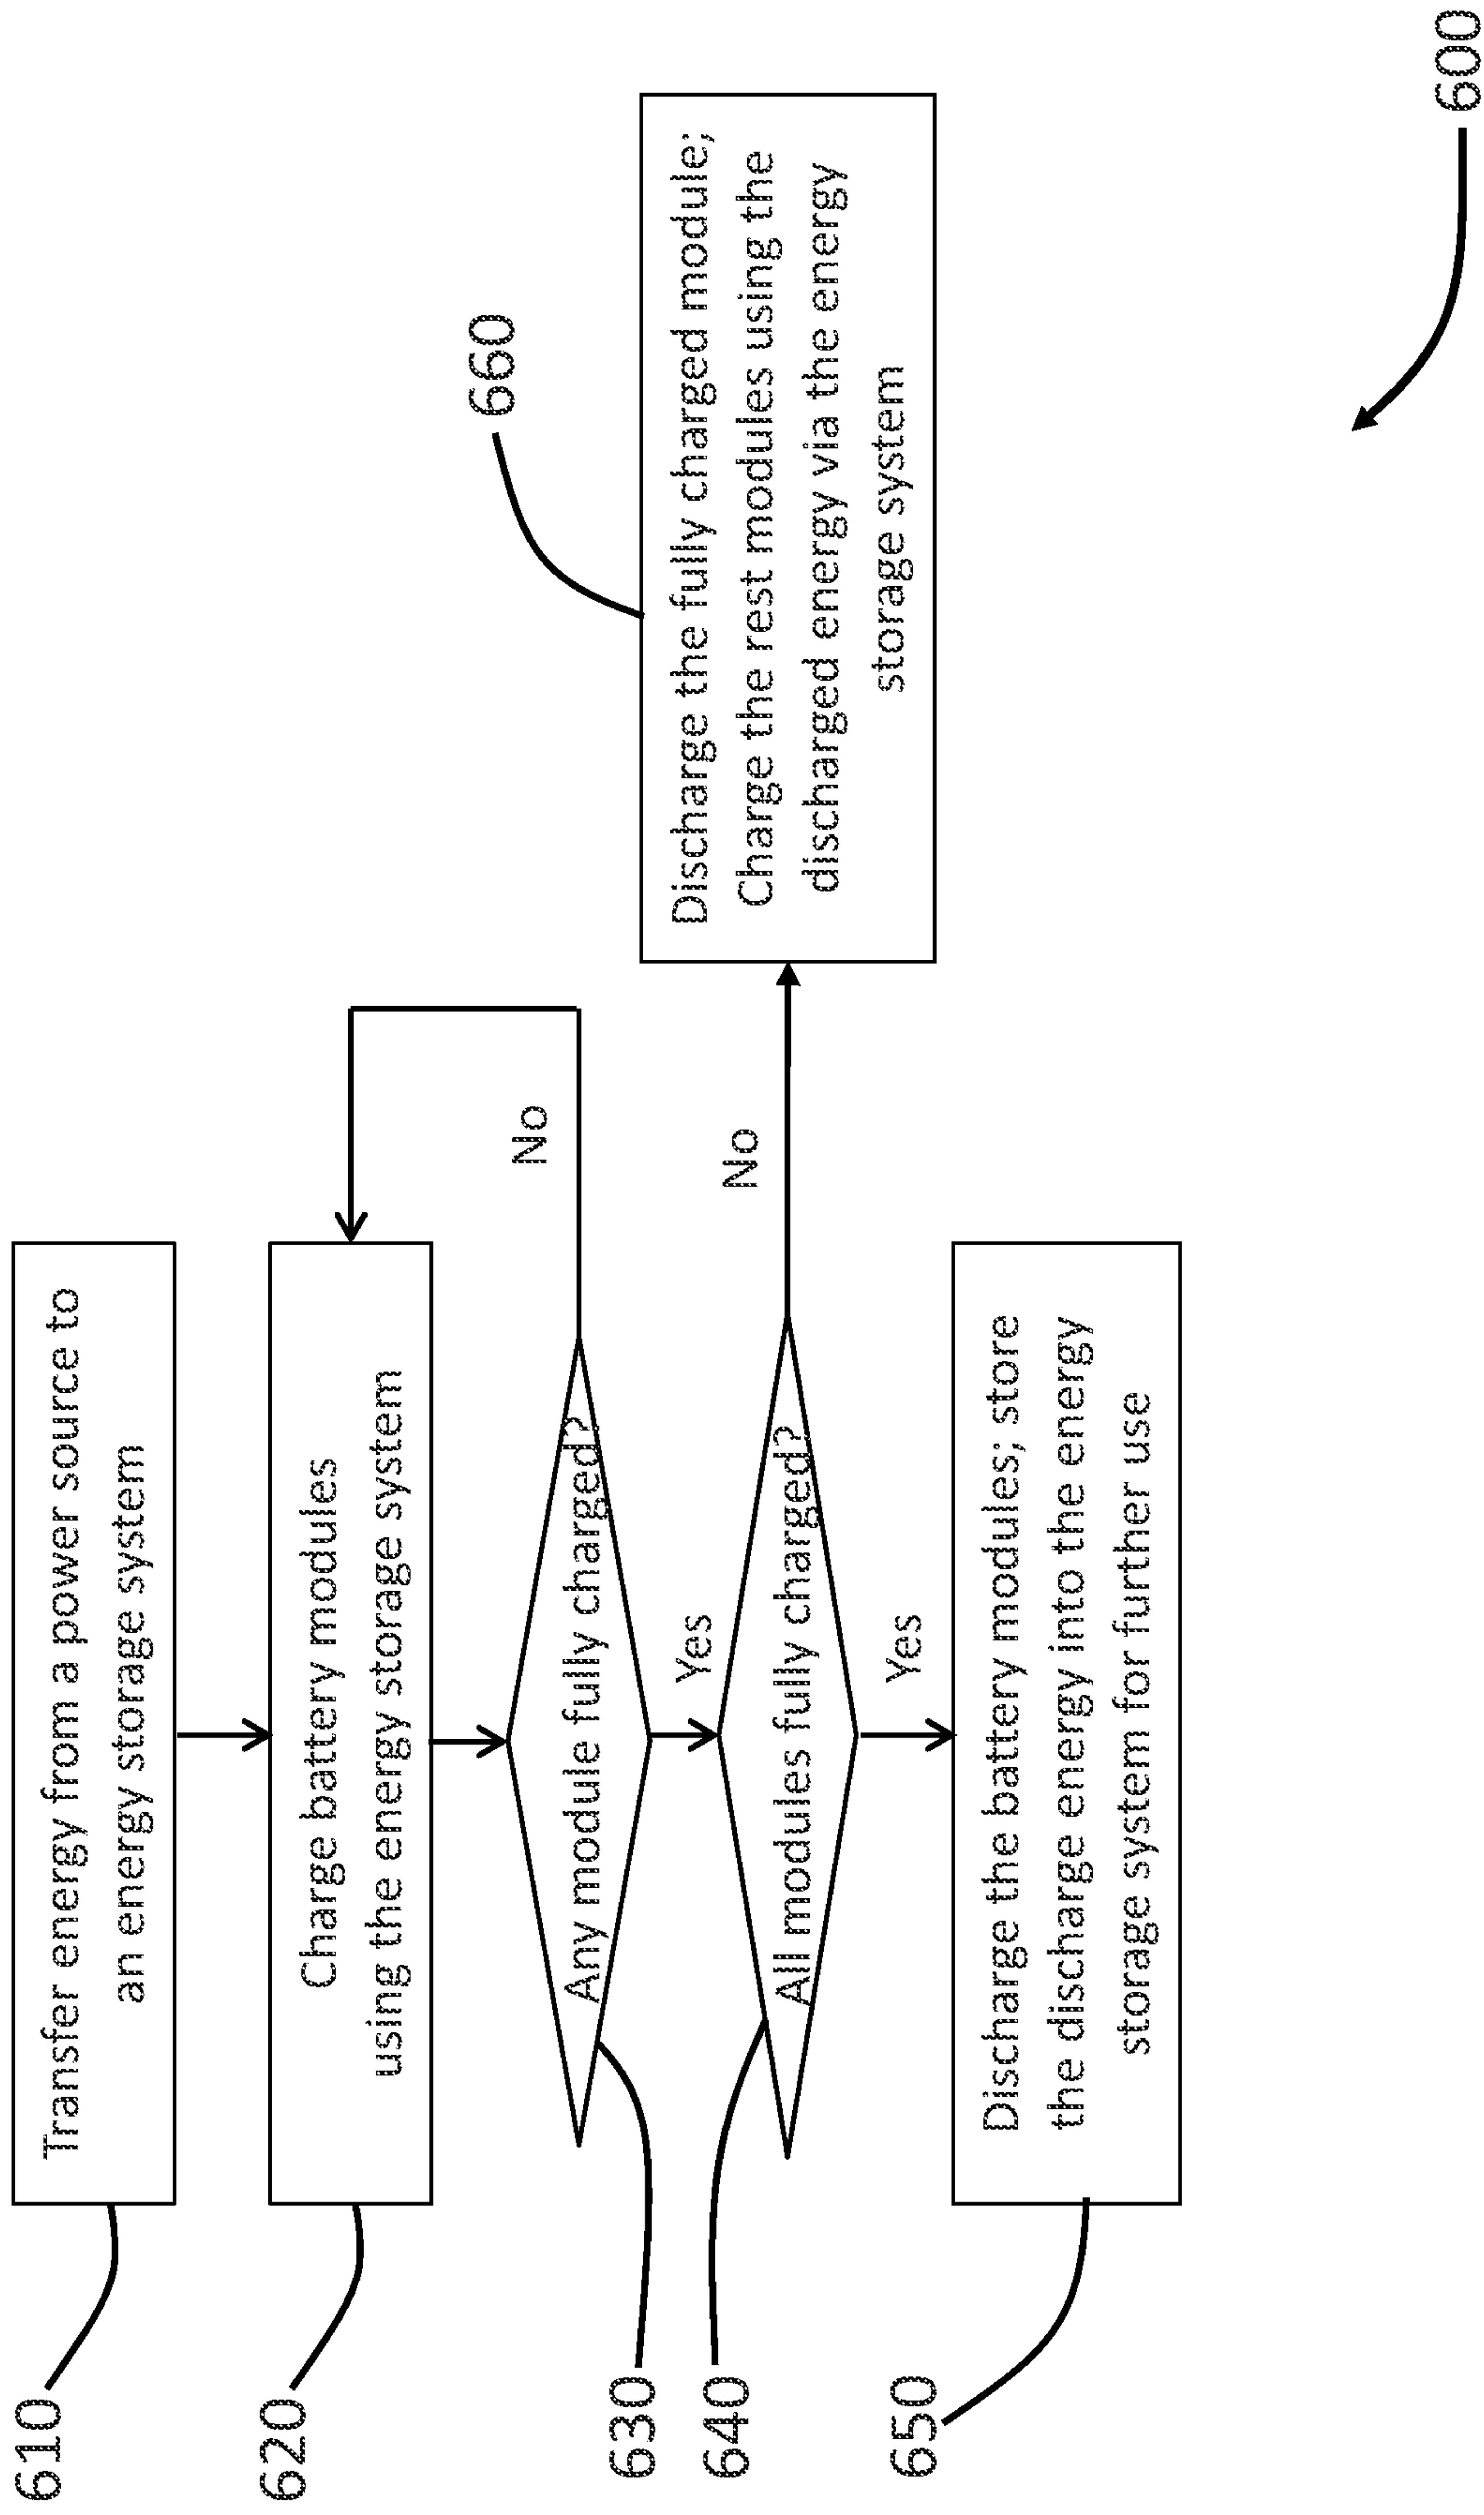 610
Transfer energy from a power source to
an energy storage system
620
Charge battery modules
using the energy storage system
630
Any module fully charged?
No
Yes
640
All modules fully charged?
No
Yes
650
Discharge the battery modules; store
the discharge energy into the energy
storage system for further use
660
Discharge the fully charged module;
Charge the rest modules using the
discharged energy via the energy
storage system
600